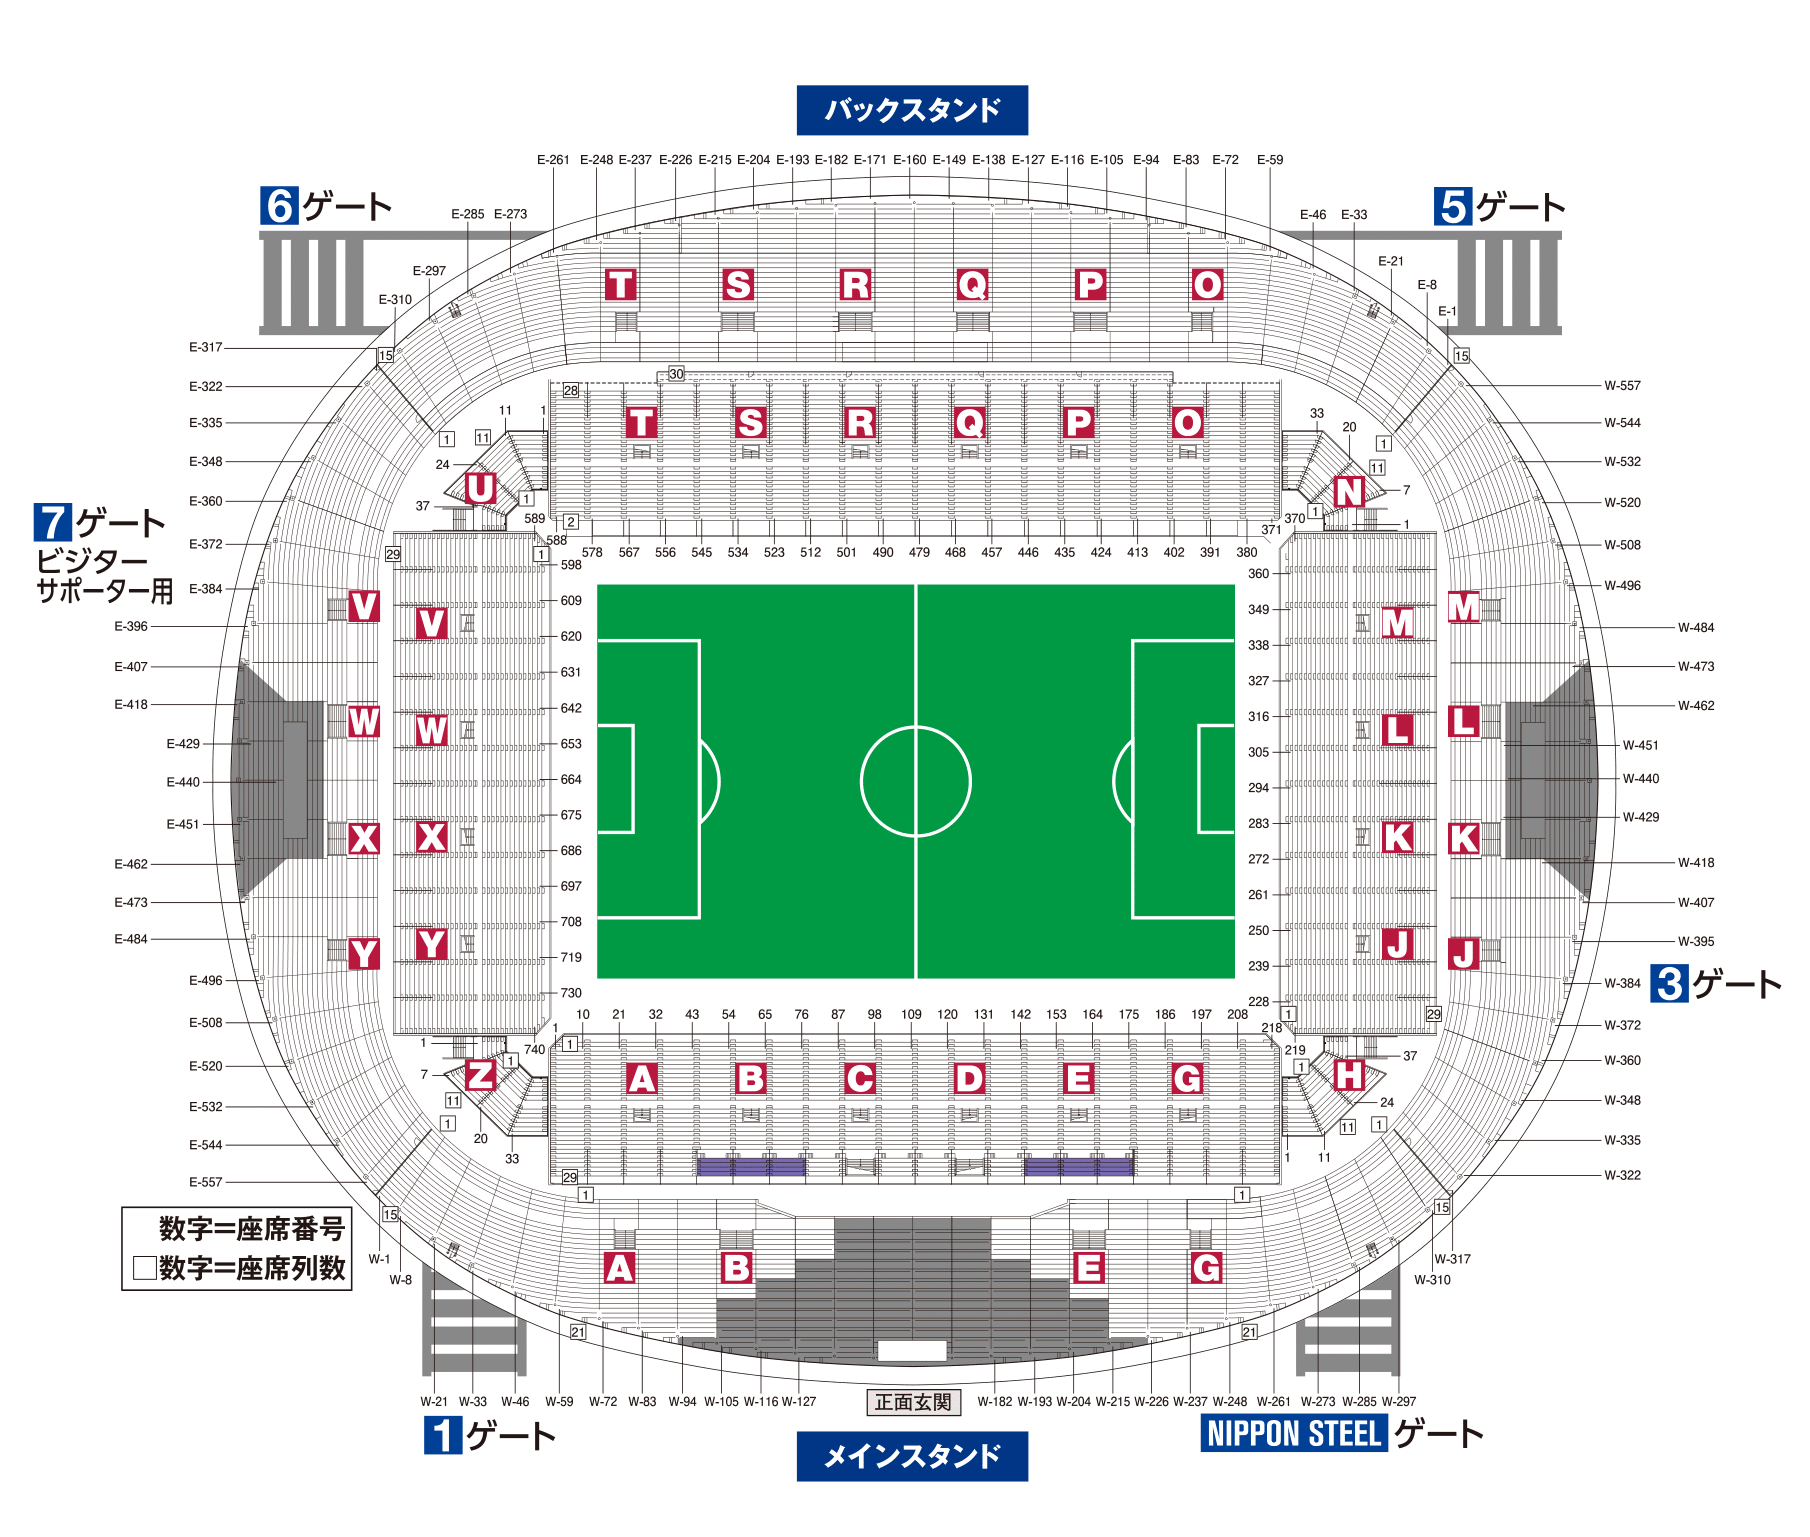 バックスタンド
E-261 E-248 E-237 E-226 E-215 E-204 E-193 E-182 E-171 E-160 E-149 E-138 E-127 E-116 E-105 E-94 E-83 E-72 E-59
6 ゲート
5 ゲート
E-285 E-273
E-46 E-33
E-297
E-21
E-310
E-8
E-1
T S R Q P O
E-317
15
15
E-322
W-557
30
28
E-335
W-544
T S R Q P O
11 1
33
20
1 11
1
11
24
E-348
W-532
U
N
7
E-360
W-520
37
1
1
1
7 ゲート
ビジター
サポーター用
589
588
2
370
371
578 567 556 545 534 523 512 501 490 479 468 457 446 435 424 413 402 391 380
29
1
E-372
W-508
598
360
E-384
W-496
609
349
V V
M M
E-396
W-484
620
338
E-407
W-473
631
327
E-418
W-462
642
316
W W
L L
E-429
W-451
653
305
E-440
W-440
664
294
E-451
W-429
675
283
X X
K K
E-462
W-418
686
272
E-473
W-407
697
261
E-484
W-395
708
250
Y Y
J J
719
239
E-496
W-384
3 ゲート
730
228
1
29
E-508
W-372
1 10 21 32 43 54 65 76 87 98 109 120 131 142 153 164 175 186 197 208 218
740
219
1
1
1
1
37
E-520
W-360
7
Z
A B C D E G
H
24
11
1
20
33
11
1
1 11
E-532
W-348
E-544
W-335
E-557
W-322
29
1
1
15
15
数字＝座席番号
□数字＝座席列数
W-1
W-8
W-317
W-310
A B E G
21
21
W-21 W-33 W-46 W-59 W-72 W-83 W-94 W-105 W-116 W-127
正面玄関
W-182 W-193 W-204 W-215 W-226 W-237 W-248 W-261 W-273 W-285 W-297
1 ゲート
NIPPON STEEL ゲート
メインスタンド